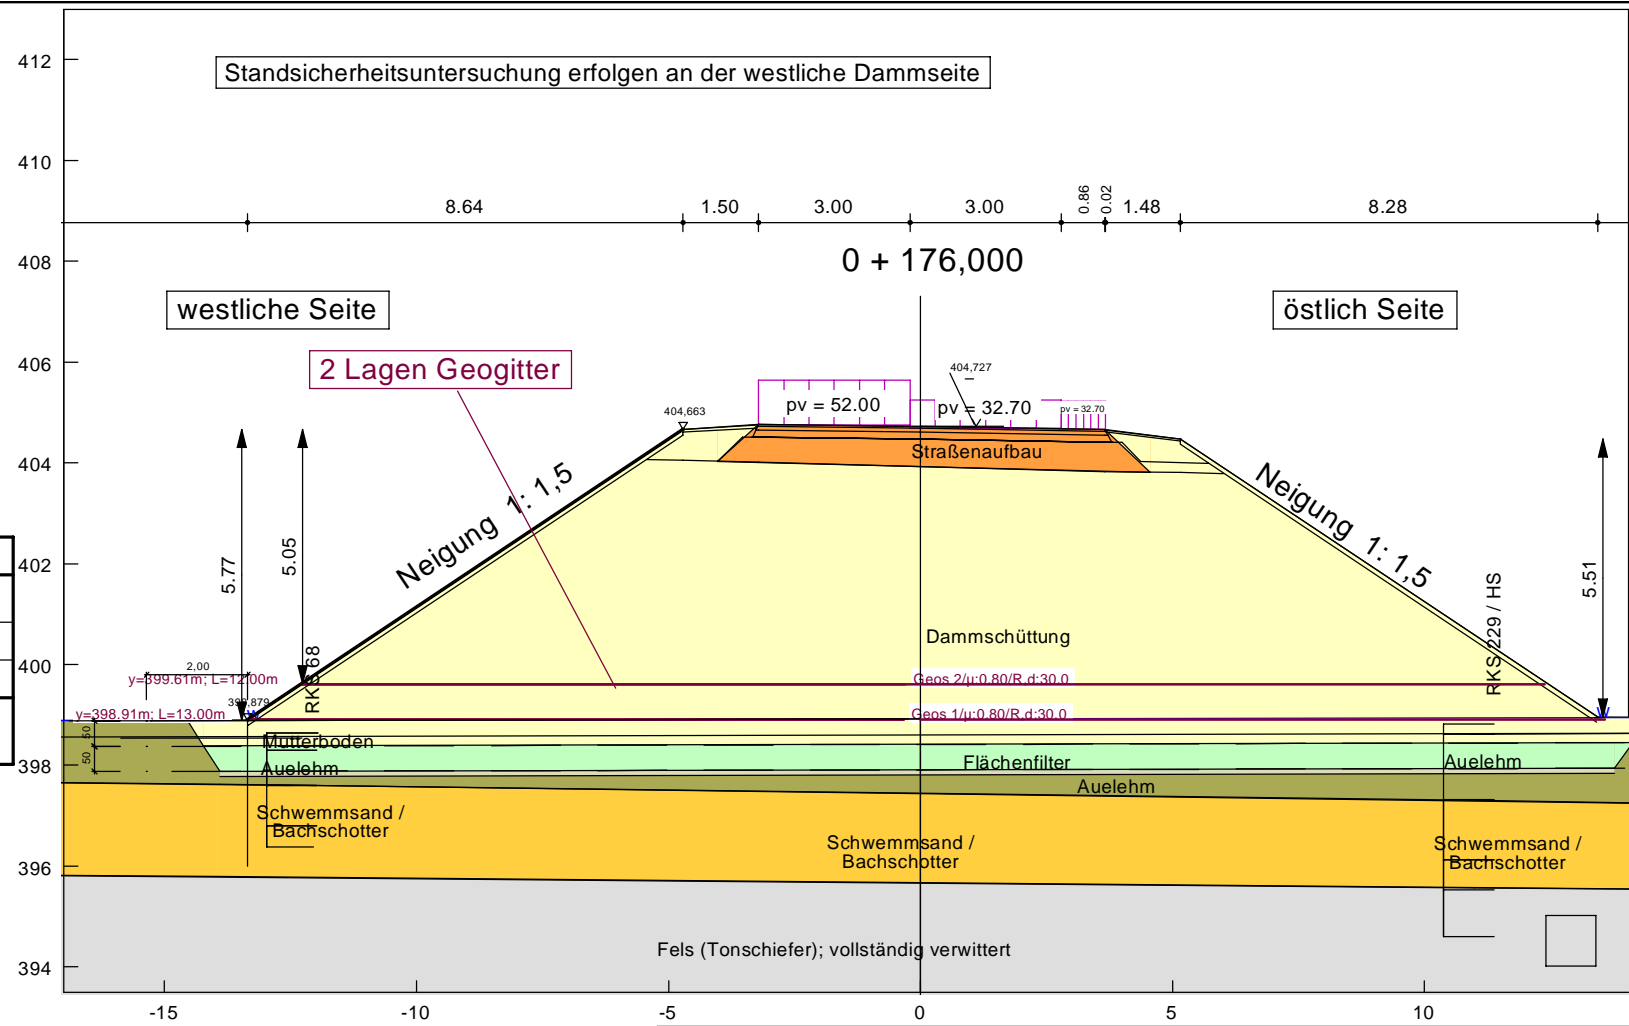 412
Standsicherheitsuntersuchung erfolgen an der westliche Dammseite
410
8.64
1.50
3.00
3.00
0.86
0.02
1.48
8.28
408
0 + 176,000
westliche Seite
östlich Seite
406
2 Lagen Geogitter
404,727
404,663
pv = 52.00
pv = 32.70
pv = 32.70
Straßenaufbau
404
Neigung 1: 1,5
Neigung 1: 1,5
402
5.77
5.05
5.51
RKS 68
RKS 229 / HS
Dammschüttung
400
2,00
y=399.61m; L=12.00m
Geos 2/µ:0.80/R,d:30.0
398,879
y=398.91m; L=13.00m
Geos 1/µ:0.80/R,d:30.0
50
50
Mutterboden
398
Auelehm
Flächenfilter
Auelehm
Auelehm
Schwemmsand /
Bachschotter
Schwemmsand /
Bachschotter
Schwemmsand /
Bachschotter
396
Fels (Tonschiefer); vollständig verwittert
394
-15
-10
-5
0
5
10